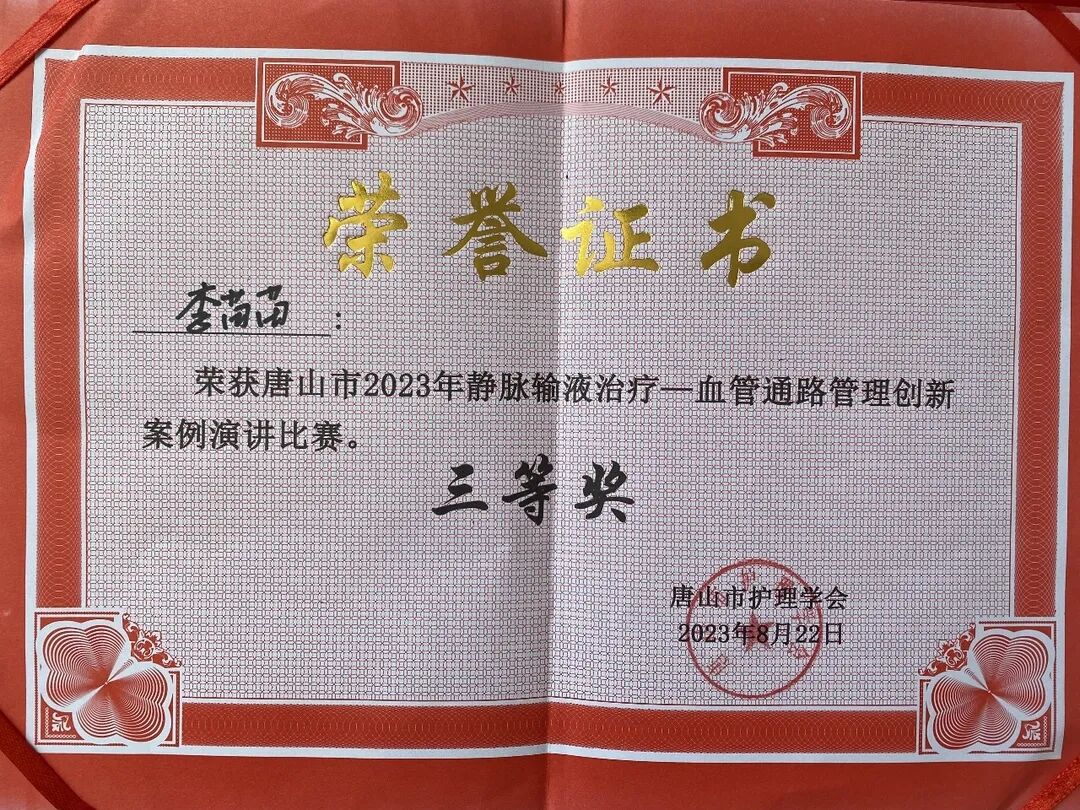 荣誉证书
李苗苗：
荣获唐山市2023年静脉输液治疗—血管通路管理创新
案例演讲比赛。
三等奖
唐山市护理学会
2023年8月22日